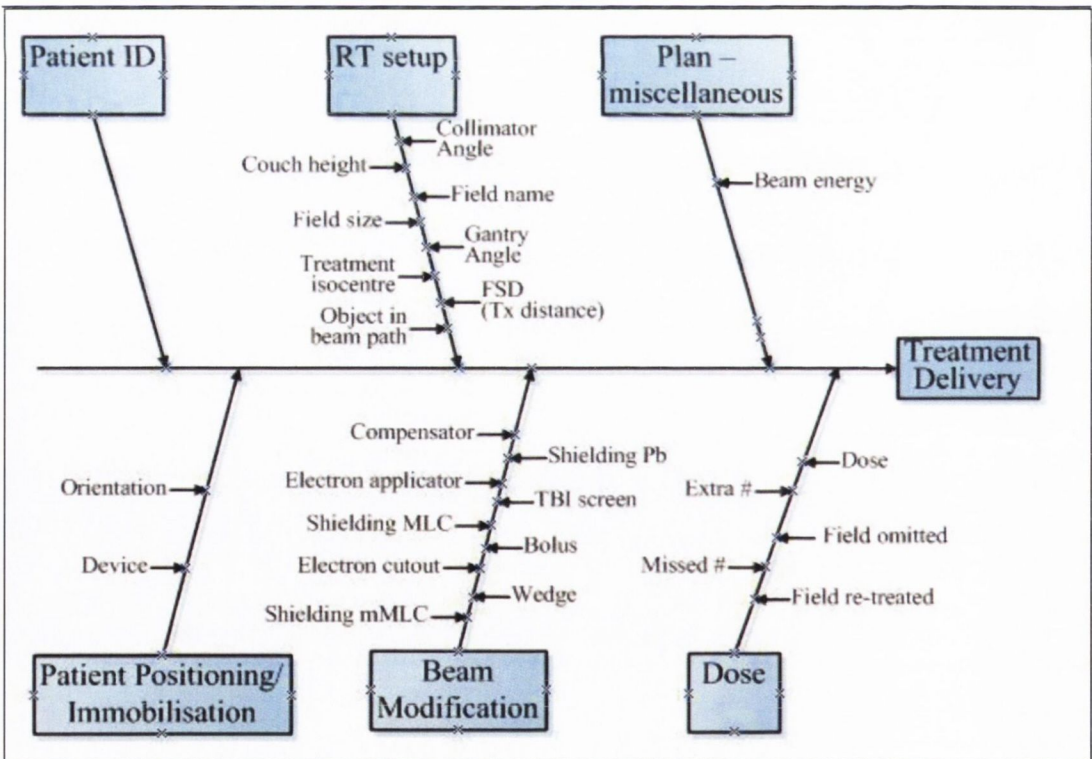 Patient ID
RT setup
Plan –
miscellaneous
Collimator
Angle
Couch height
Field name
Field size
Gantry
Angle
Treatment
isocentre
FSD
(Tx distance)
Object in
beam path
Beam energy
Treatment
Delivery
Orientation
Device
Compensator
Shielding Pb
Electron applicator
TBI screen
Shielding MLC
Bolus
Electron cutout
Wedge
Shielding mMLC
Dose
Extra #
Field omitted
Missed #
Field re-treated
Patient Positioning/
Immobilisation
Beam
Modification
Dose